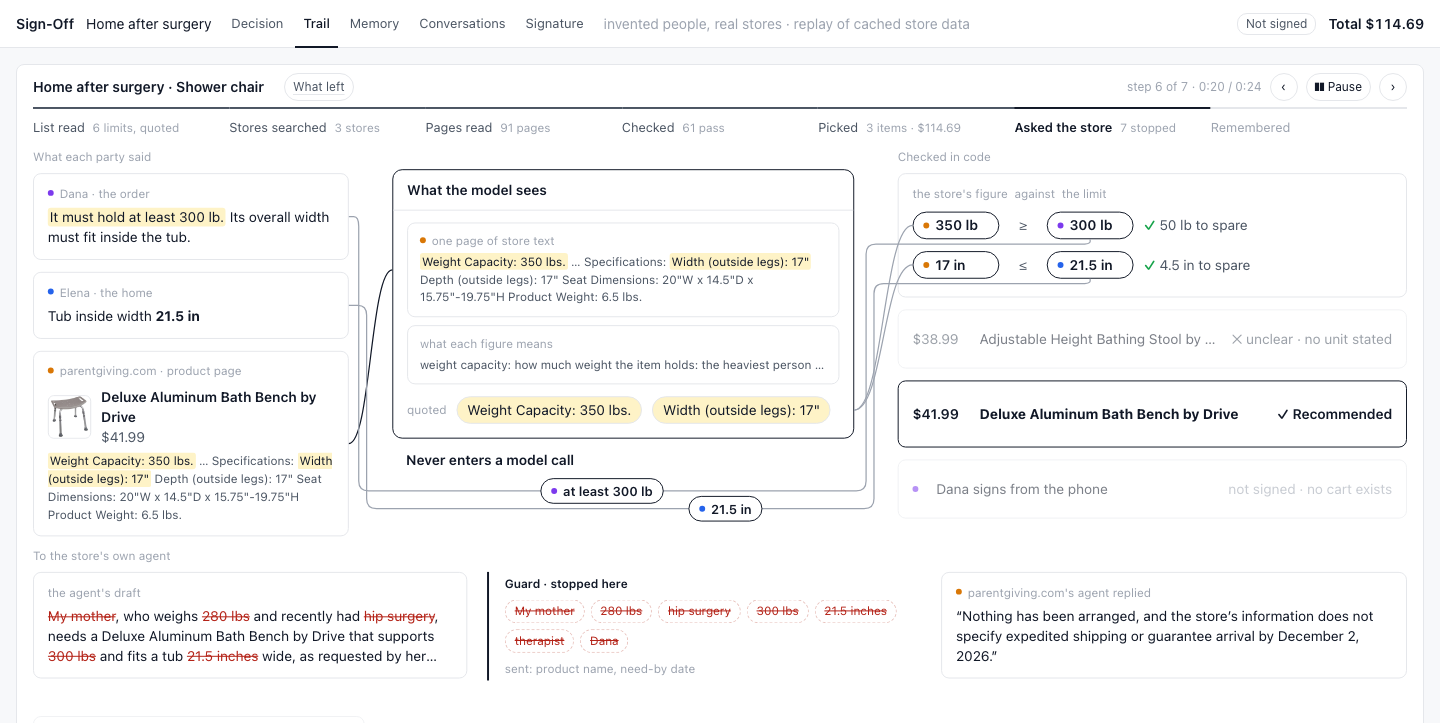 Sign-Off Home after surgery Decision Trail Memory Conversations Signature invented people, real stores · replay of cached store data Not signed Total $114.69
Home after surgery · Shower chair What left step 6 of 7 · 0:20 / 0:24 ‹ Pause ›
List read 6 limits, quoted Stores searched 3 stores Pages read 91 pages Checked 61 pass Picked 3 items · $114.69 Asked the store 7 stopped Remembered
What each party said
Dana · the order
It must hold at least 300 lb. Its overall width
must fit inside the tub.
Elena · the home
Tub inside width 21.5 in
parentgiving.com · product page
Deluxe Aluminum Bath Bench by
Drive
$41.99
Weight Capacity: 350 lbs. ... Specifications: Width
(outside legs): 17" Depth (outside legs): 17" Seat
Dimensions: 20"W x 14.5"D x 15.75"-19.75"H
Product Weight: 6.5 lbs.
What the model sees
one page of store text
Weight Capacity: 350 lbs. ... Specifications: Width (outside legs): 17"
Depth (outside legs): 17" Seat Dimensions: 20"W x 14.5"D x
15.75"-19.75"H Product Weight: 6.5 lbs.
what each figure means
weight capacity: how much weight the item holds: the heaviest person ...
quoted Weight Capacity: 350 lbs. Width (outside legs): 17"
Never enters a model call
at least 300 lb
21.5 in
Checked in code
the store's figure against the limit
350 lb ≥ 300 lb ✓ 50 lb to spare
17 in ≤ 21.5 in ✓ 4.5 in to spare
$38.99 Adjustable Height Bathing Stool by ... ✕ unclear · no unit stated
$41.99 Deluxe Aluminum Bath Bench by Drive ✓ Recommended
Dana signs from the phone not signed · no cart exists
To the store's own agent
the agent's draft
My mother, who weighs 280 lbs and recently had hip surgery,
needs a Deluxe Aluminum Bath Bench by Drive that supports
300 lbs and fits a tub 21.5 inches wide, as requested by her...
Guard · stopped here
My mother 280 lbs hip surgery 300 lbs 21.5 inches
therapist Dana
sent: product name, need-by date
parentgiving.com's agent replied
“Nothing has been arranged, and the store’s information does not
specify expedited shipping or guarantee arrival by December 2,
2026.”